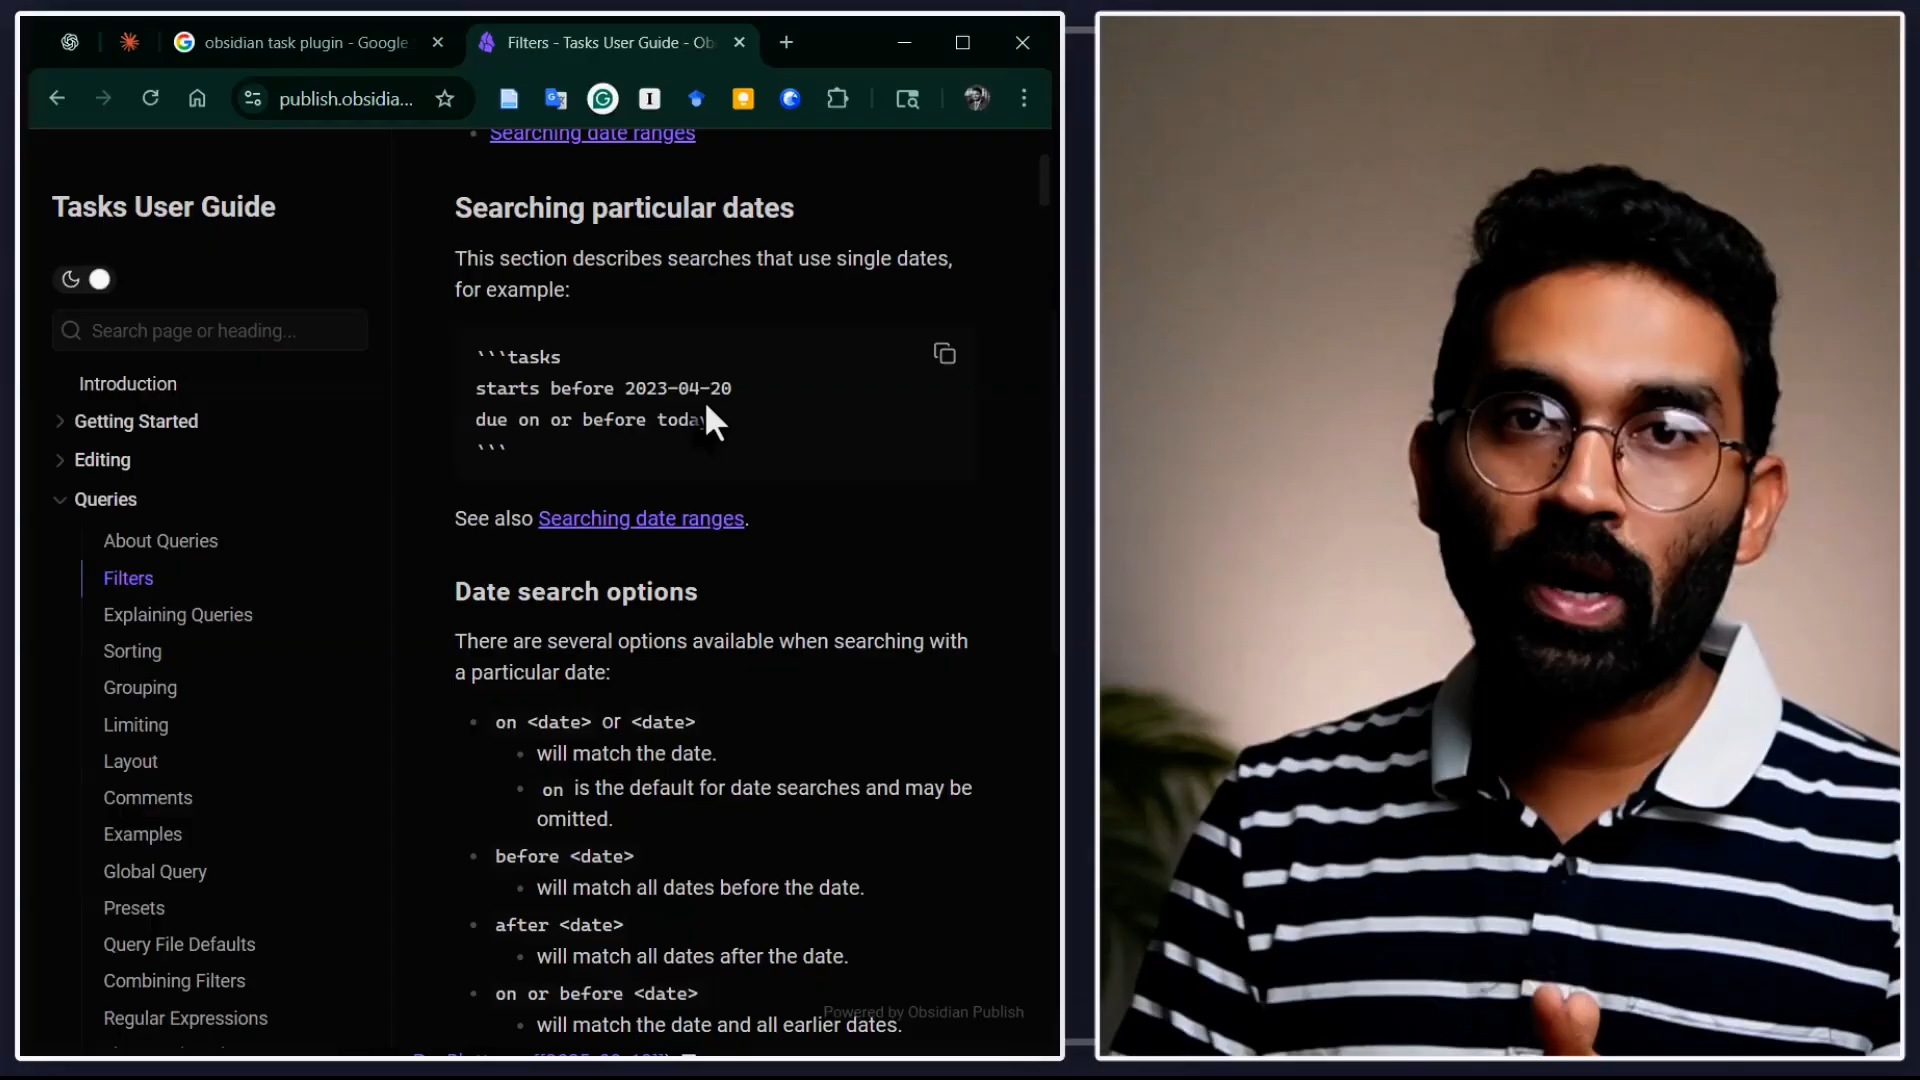 obsidian task plugin - Google
Filters - Tasks User Guide - Ob
publish.obsidia...
Searching date ranges
Tasks User Guide
Search page or heading...
Introduction
Getting Started
Editing
Queries
About Queries
Filters
Explaining Queries
Sorting
Grouping
Limiting
Layout
Comments
Examples
Global Query
Presets
Query File Defaults
Combining Filters
Regular Expressions
Searching particular dates
This section describes searches that use single dates,
for example:
```tasks
starts before 2023-04-20
due on or before today
```
See also Searching date ranges.
Date search options
There are several options available when searching with
a particular date:
on <date> or <date>
will match the date.
on is the default for date searches and may be
omitted.
before <date>
will match all dates before the date.
after <date>
will match all dates after the date.
on or before <date>
will match the date and all earlier dates.
Powered by Obsidian Publish